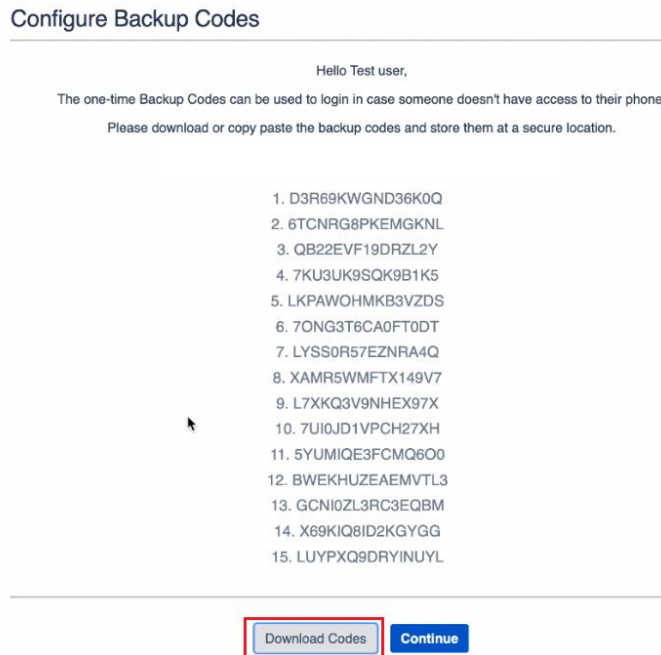 Configure Backup Codes
Hello Test user,
The one-time Backup Codes can be used to login in case someone doesn't have access to their phone
Please download or copy paste the backup codes and store them at a secure location.
1. D3R69KWGND36K0Q
2. 6TCNRG8PKEMGKNL
3. QB22EVF19DRZL2Y
4. 7KU3UK9SQK9B1K5
5. LKPAWOHMKB3VZDS
6. 7ONG3T6CA0FT0DT
7. LYSS0R57EZNRA4Q
8. XAMR5WMFTX149V7
9. L7XKQ3V9NHEX97X
10. 7UI0JD1VPCH27XH
11. 5YUMIQE3FCMQ6O0
12. BWEKHUZEAEMVTL3
13. GCNI0ZL3RC3EQBM
14. X69KIQ8ID2KGYGG
15. LUYPXQ9DRYINUYL
Download Codes
Continue